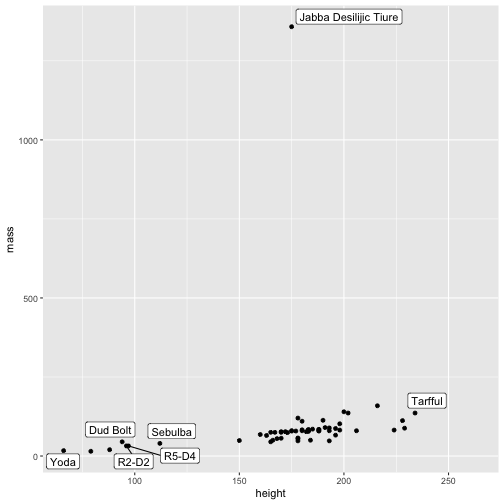 Jabba Desilijic Tiure
1000
mass
500
Tarfful
Dud Bolt
Sebulba
R5-D4
Yoda
R2-D2
0
100
150
200
250
height